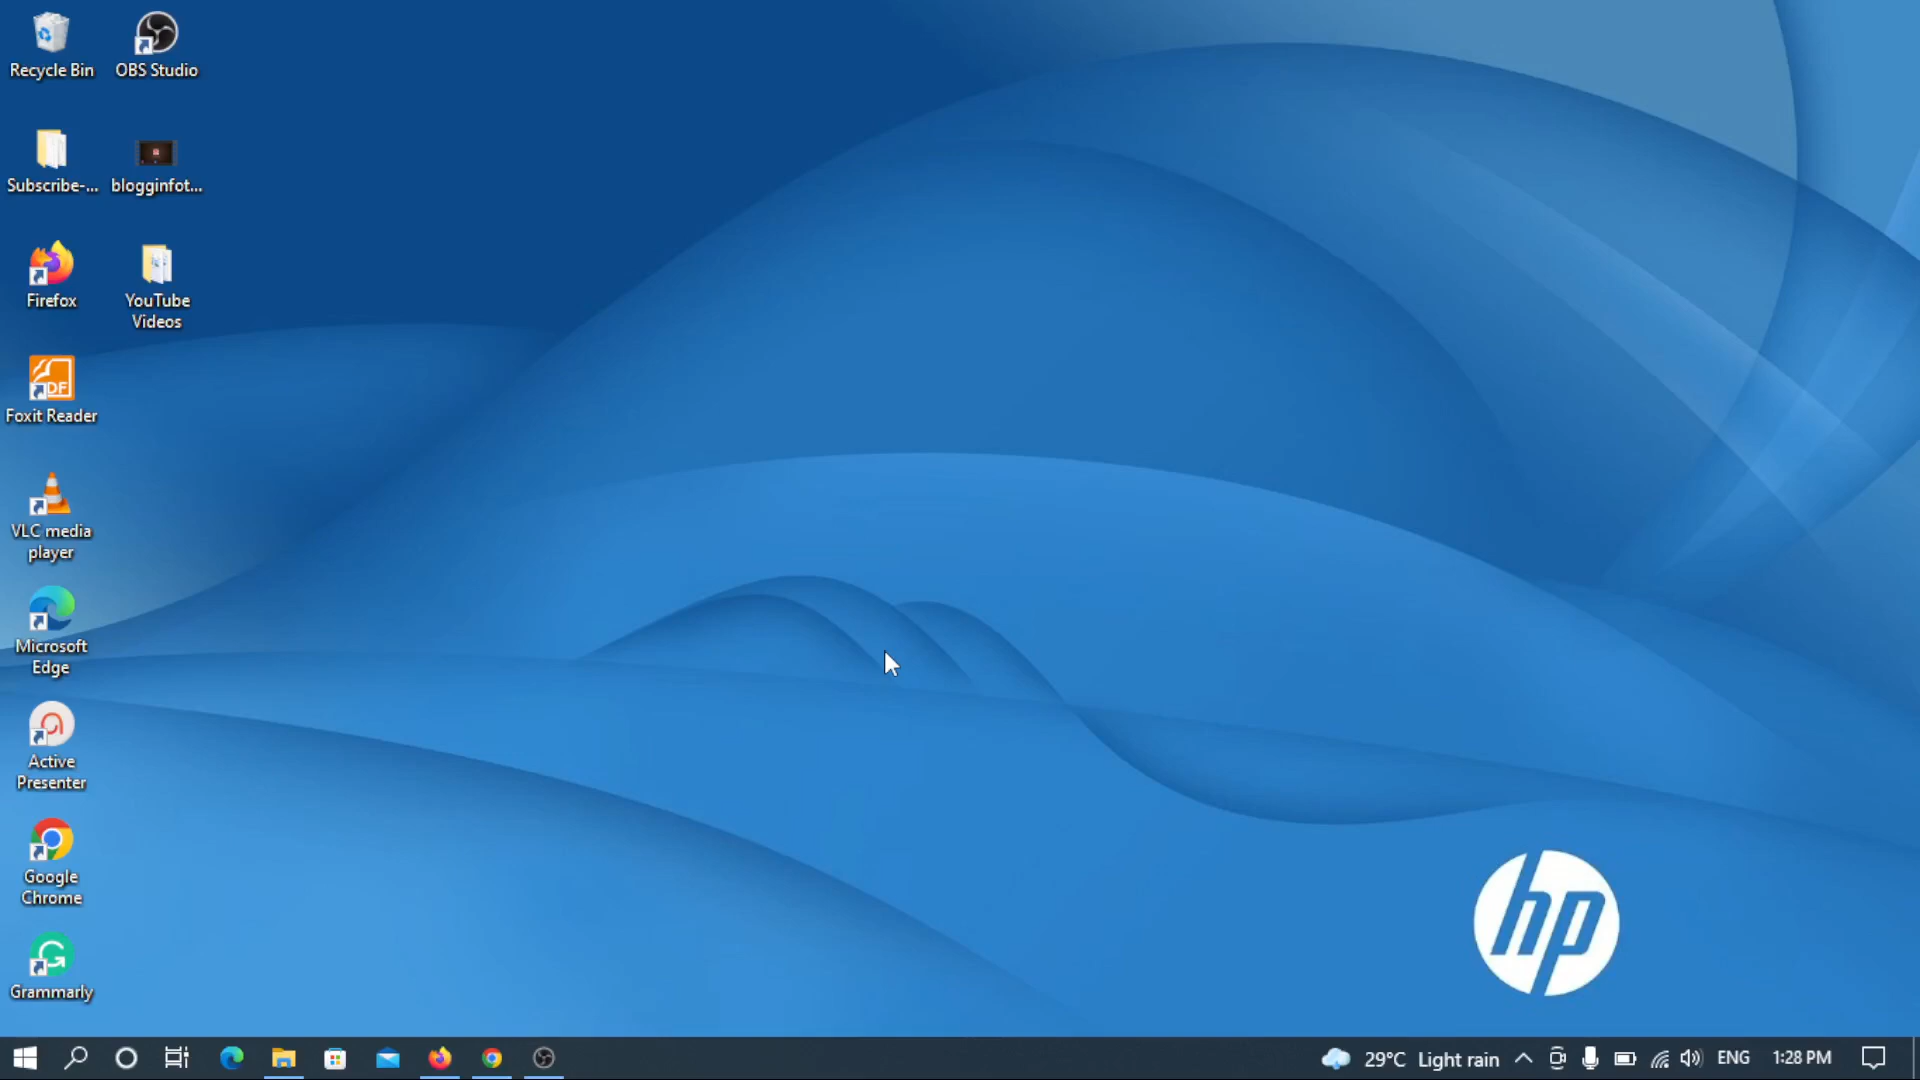 Recycle Bin
OBS Studio
Subscribe-...
blogginfot...
Firefox
YouTube
Videos
Foxit Reader
VLC media
player
Microsoft
Edge
Active
Presenter
Google
Chrome
Grammarly
hp
29°C Light rain
ENG
1:28 PM